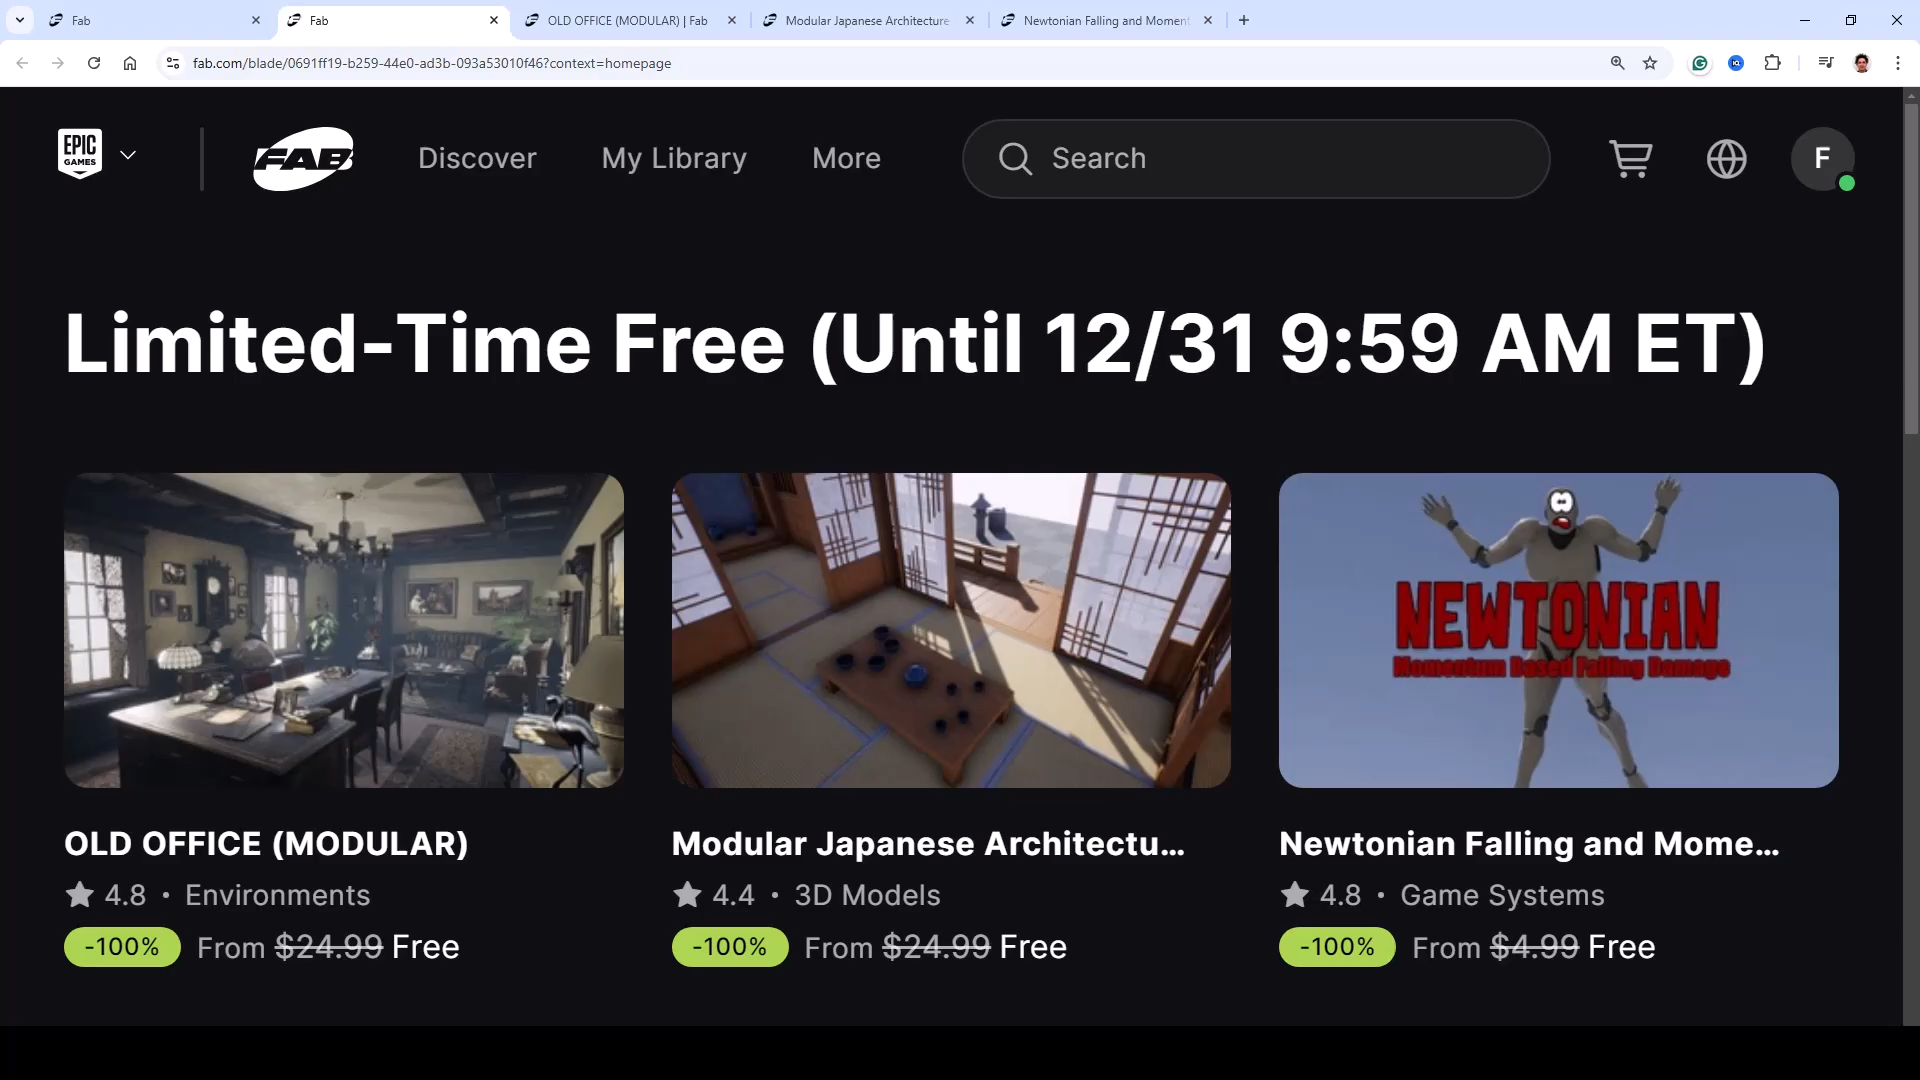 Fab
Fab
OLD OFFICE (MODULAR) | Fab
Modular Japanese Architecture
Newtonian Falling and Moment
fab.com/blade/0691ff19-b259-44e0-ad3b-093a53010f46?context=homepage
EPIC
GAMES
FAB
Discover
My Library
More
Search
F
Limited-Time Free (Until 12/31 9:59 AM ET)
NEWTONIAN
Momentum Based Falling Damage
OLD OFFICE (MODULAR)
Modular Japanese Architectu...
Newtonian Falling and Mome...
4.8 • Environments
4.4 • 3D Models
4.8 • Game Systems
-100% From $24.99 Free
-100% From $24.99 Free
-100% From $4.99 Free